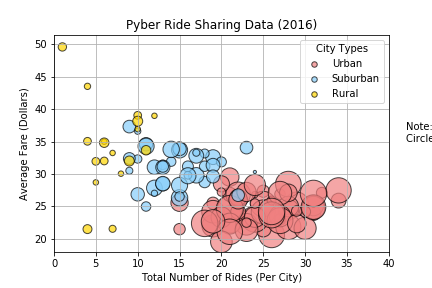 Pyber Ride Sharing Data (2016)
City Types
Urban
Suburban
Rural
Average Fare (Dollars)
50
45
40
35
30
25
20
0 5 10 15 20 25 30 35 40
Total Number of Rides (Per City)
Note:
Circle